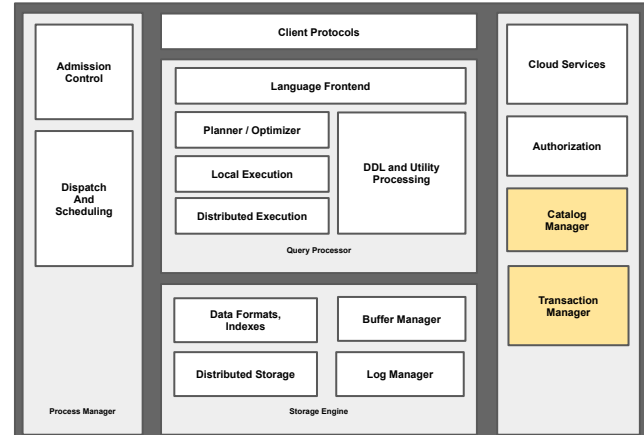 Admission
Control
Dispatch
And
Scheduling
Process Manager
Client Protocols
Language Frontend
Planner / Optimizer
Local Execution
Distributed Execution
DDL and Utility
Processing
Query Processor
Data Formats,
Indexes
Buffer Manager
Distributed Storage
Log Manager
Storage Engine
Cloud Services
Authorization
Catalog
Manager
Transaction
Manager